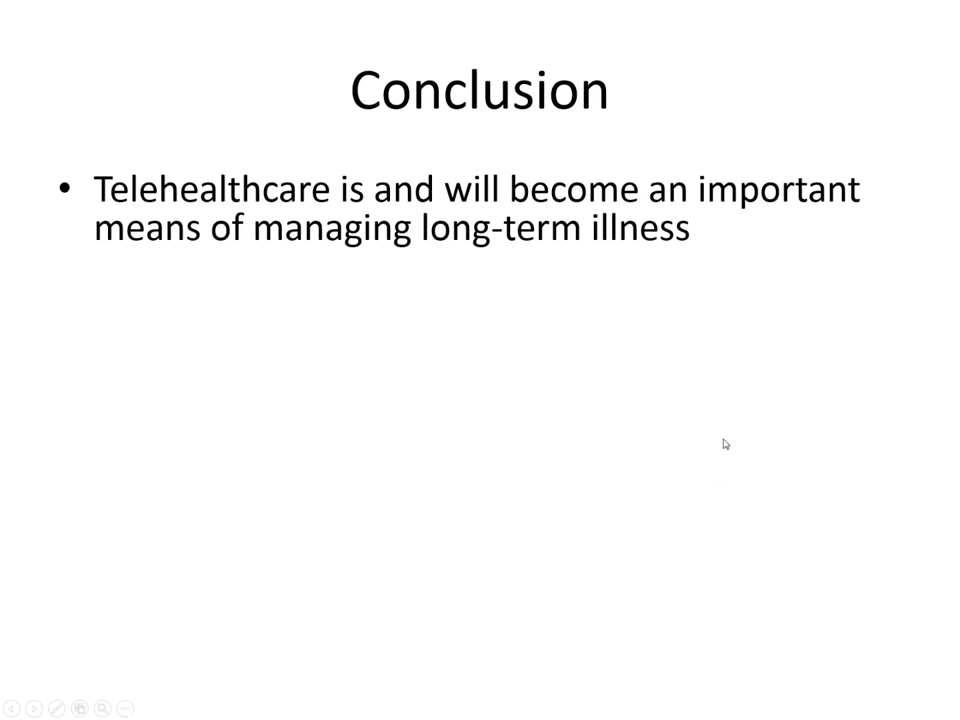 Conclusion
• Telehealthcare is and will become an important
means of managing long-term illness